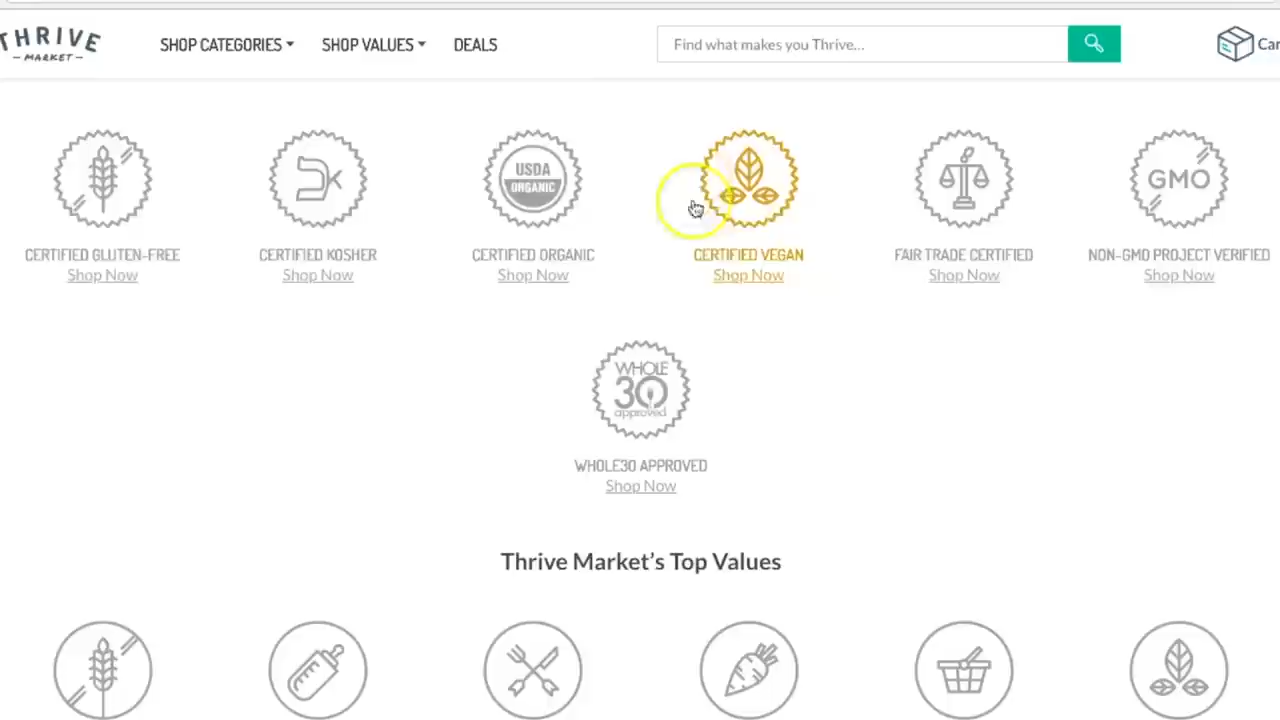 THRIVE
MARKET
SHOP CATEGORIES
SHOP VALUES
DEALS
Find what makes you Thrive...
USDA
ORGANIC
GMO
CERTIFIED GLUTEN-FREE
CERTIFIED KOSHER
CERTIFIED ORGANIC
CERTIFIED VEGAN
FAIR TRADE CERTIFIED
NON-GMO PROJECT VERIFIED
Shop Now
Shop Now
Shop Now
Shop Now
Shop Now
Shop Now
WHOLE
30
approved
WHOLE30 APPROVED
Shop Now
Thrive Market's Top Values